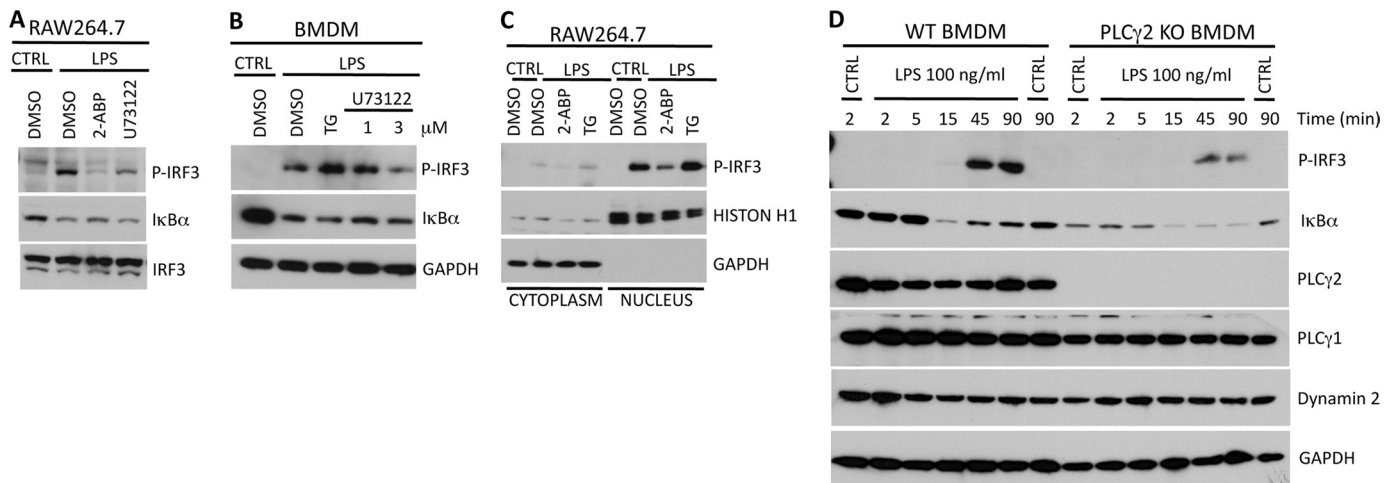 A
RAW264.7
CTRL LPS
DMSO DMSO 2-ABP U73122
P-IRF3
IκBα
IRF3
B
BMDM
CTRL LPS
U73122
DMSO DMSO TG 1 3 μM
P-IRF3
IκBα
GAPDH
C
RAW264.7
CTRL LPS CTRL LPS
DMSO DMSO 2-ABP TG DMSO DMSO 2-ABP TG
P-IRF3
HISTON H1
GAPDH
CYTOPLASM NUCLEUS
D
WT BMDM PLCγ2 KO BMDM
CTRL LPS 100 ng/ml CTRL CTRL LPS 100 ng/ml CTRL
2 2 5 15 45 90 90 2 2 5 15 45 90 90 Time (min)
P-IRF3
IκBα
PLCγ2
PLCγ1
Dynamin 2
GAPDH